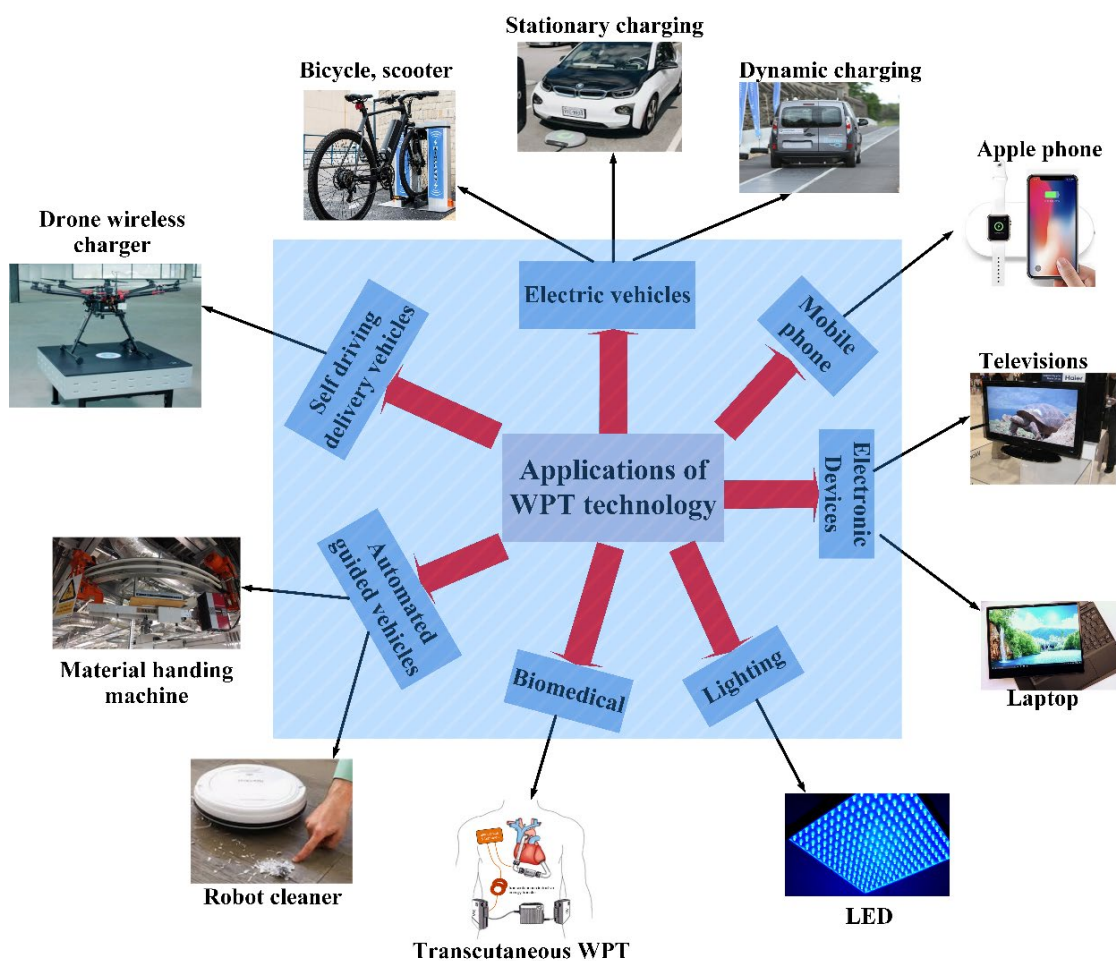 Stationary charging
Bicycle, scooter
Dynamic charging
Apple phone
Drone wireless
charger
Electric vehicles
Mobile
phone
Self driving
delivery vehicles
Televisions
Haier
Electronic
Devices
Applications of
WPT technology
Automated
guided vehicles
Material handing
machine
Biomedical
Lighting
Laptop
Robot cleaner
LED
Transcutaneous WPT